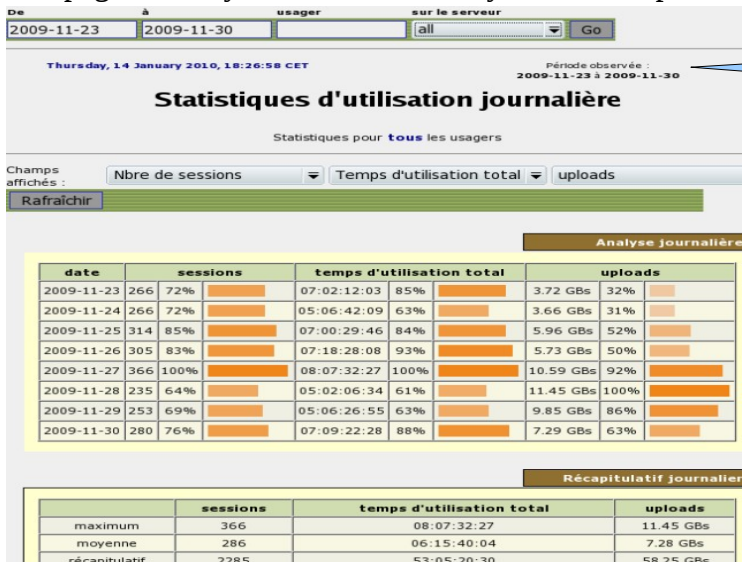 De à usager sur le serveur
2009-11-23 2009-11-30 all Go
Thursday, 14 January 2010, 18:26:58 CET
Période observée :
2009-11-23 à 2009-11-30
Statistiques d'utilisation journalière
Statistiques pour tous les usagers
Champs
affichés :
Nbre de sessions Temps d'utilisation total uploads
Rafraîchir
Analyse journalière
date sessions temps d'utilisation total uploads
2009-11-23 266 72% 07:02:12:03 85% 3.72 GBs 32%
2009-11-24 266 72% 05:06:42:09 63% 3.66 GBs 31%
2009-11-25 314 85% 07:00:29:46 84% 5.96 GBs 52%
2009-11-26 305 83% 07:18:28:08 93% 5.73 GBs 50%
2009-11-27 366 100% 08:07:32:27 100% 10.59 GBs 92%
2009-11-28 235 64% 05:02:06:34 61% 11.45 GBs 100%
2009-11-29 253 69% 05:06:26:55 63% 9.85 GBs 86%
2009-11-30 280 76% 07:09:22:28 88% 7.29 GBs 63%
Récapitulatif journalier
sessions temps d'utilisation total uploads
maximum 366 08:07:32:27 11.45 GBs
moyenne 286 06:15:40:04 7.28 GBs
récapitulatif 2285 53:05:20:30 58.25 GBs